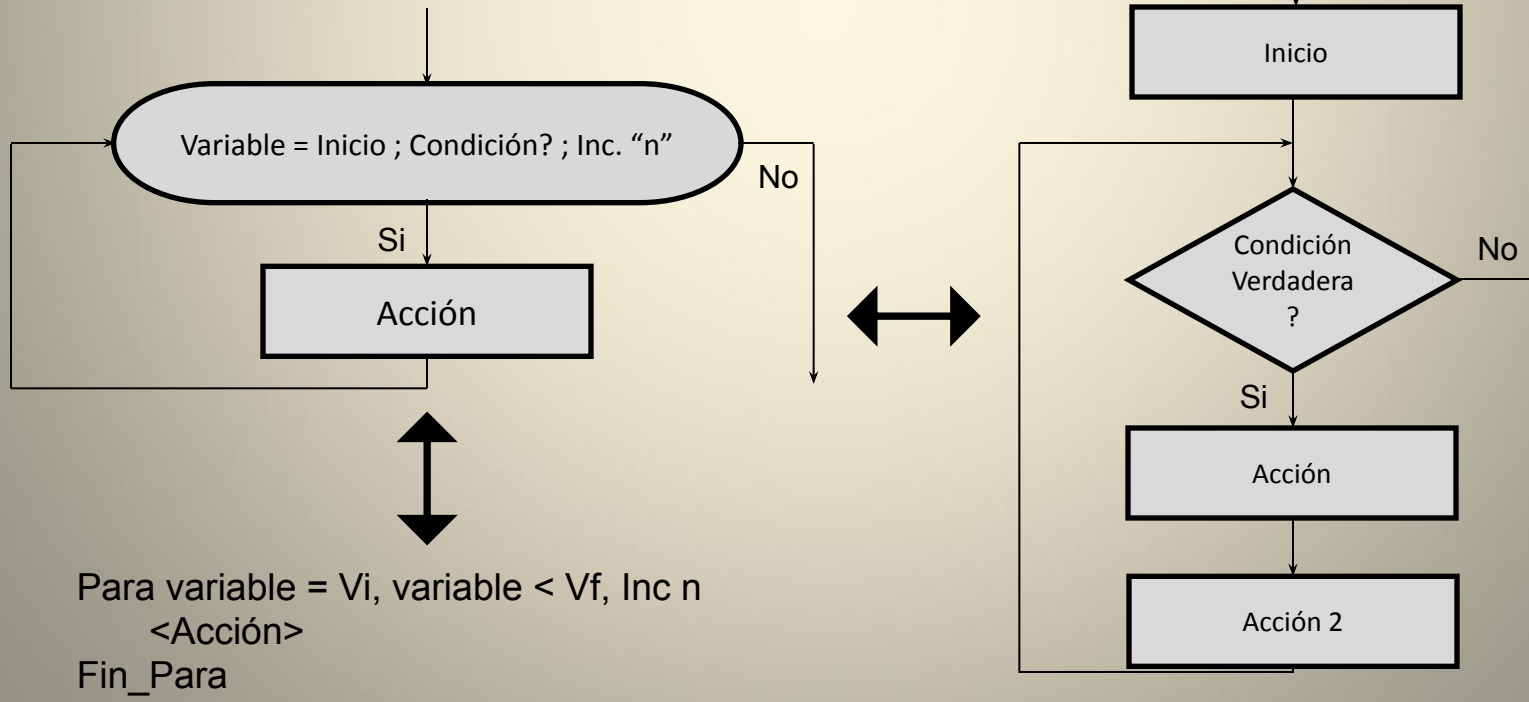 Variable = Inicio ; Condición? ; Inc. “n”
No
Si
Acción
Para variable = Vi, variable < Vf, Inc n
<Acción>
Fin_Para
Inicio
Condición
Verdadera
?
No
Si
Acción
Acción 2